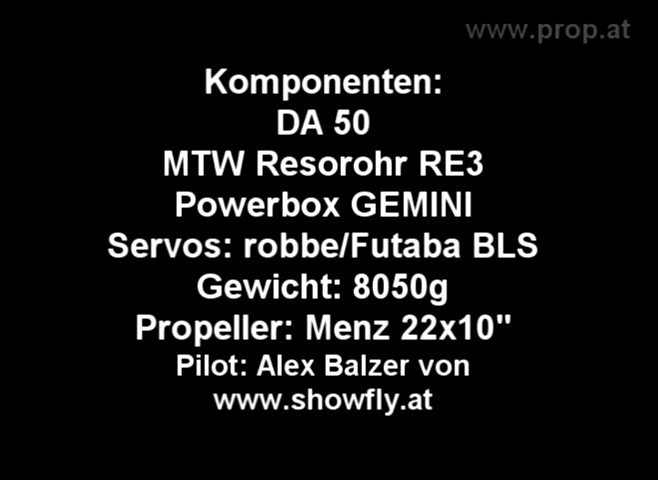 www.prop.at
Komponenten:
DA 50
MTW Resorohr RE3
Powerbox GEMINI
Servos: robbe/Futaba BLS
Gewicht: 8050g
Propeller: Menz 22x10"
Pilot: Alex Balzer von
www.showfly.at